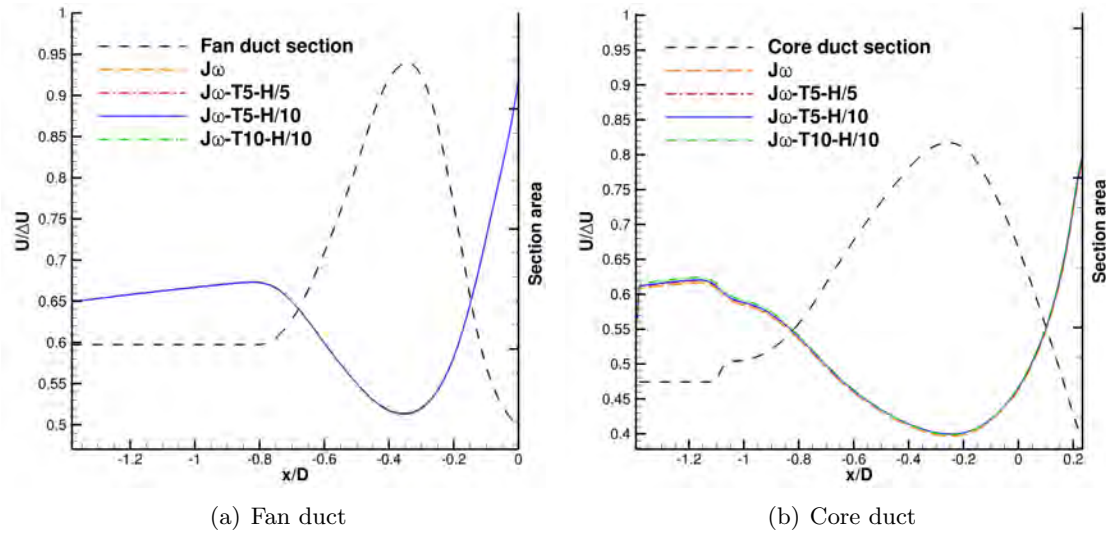 1
Fan duct section
Jω
Jω-T5-H/5
Jω-T5-H/10
Jω-T10-H/10
0.95
0.9
0.85
0.8
0.75
0.7
0.65
0.6
0.55
0.5
U/ΔU
Section area
-1.2 -1 -0.8 -0.6 -0.4 -0.2 0
x/D
(a) Fan duct
1
Core duct section
Jω
Jω-T5-H/5
Jω-T5-H/10
Jω-T10-H/10
0.95
0.9
0.85
0.8
0.75
0.7
0.65
0.6
0.55
0.5
0.45
0.4
U/ΔU
Section area
-1.2 -1 -0.8 -0.6 -0.4 -0.2 0 0.2
x/D
(b) Core duct